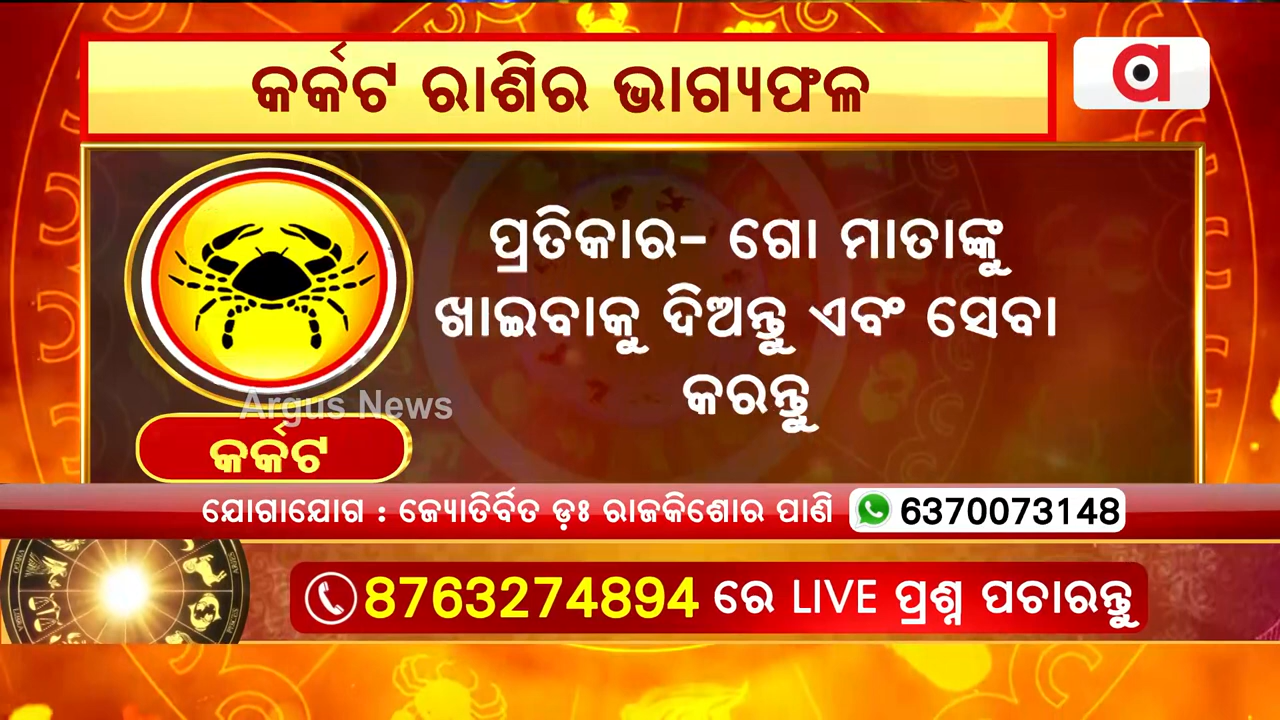 କର୍କଟ ରାଶିର ଭାଗ୍ୟଫଳ
ପ୍ରତିକାର- ଗୋ ମାତାଙ୍କୁ
ଖାଇବାକୁ ଦିଅନ୍ତୁ ଏବଂ ସେବା
କରନ୍ତୁ
Argus News
କର୍କଟ
ଯୋଗାଯୋଗ : ଜ୍ୟୋତିର୍ବିତ ଡ଼ଃ ରାଜକିଶୋର ପାଣି 6370073148
8763274894 ରେ LIVE ପ୍ରଶ୍ନ ପଚାରନ୍ତୁ